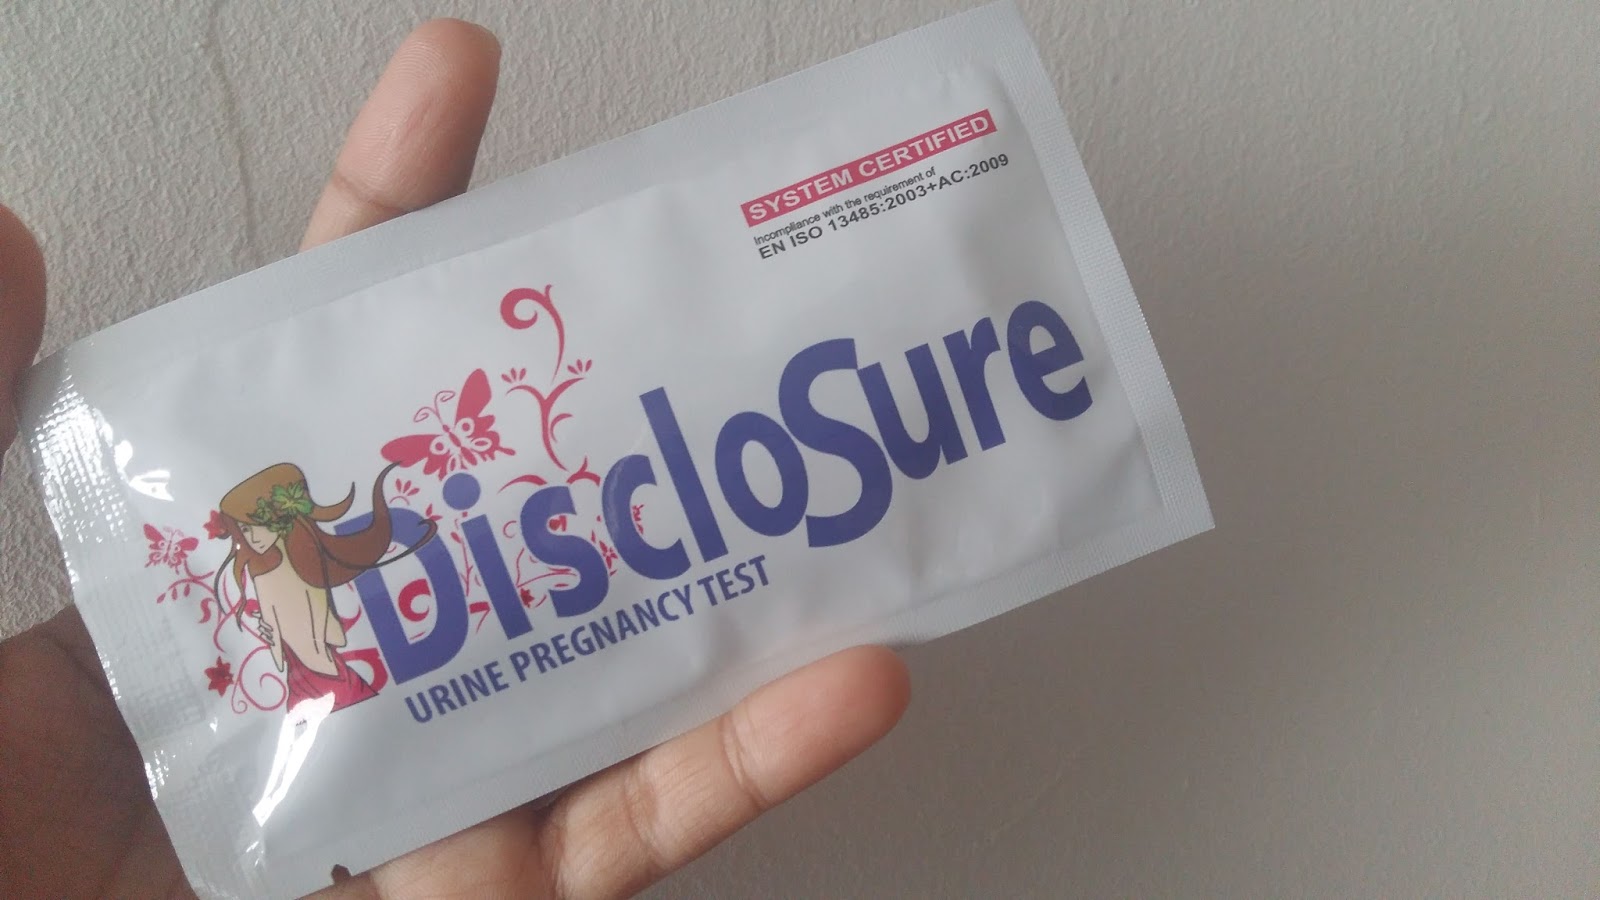 SYSTEM CERTIFIED
Incompliance with the requirement of
EN ISO 13485:2003+AC:2009
DiscloSure
URINE PREGNANCY TEST